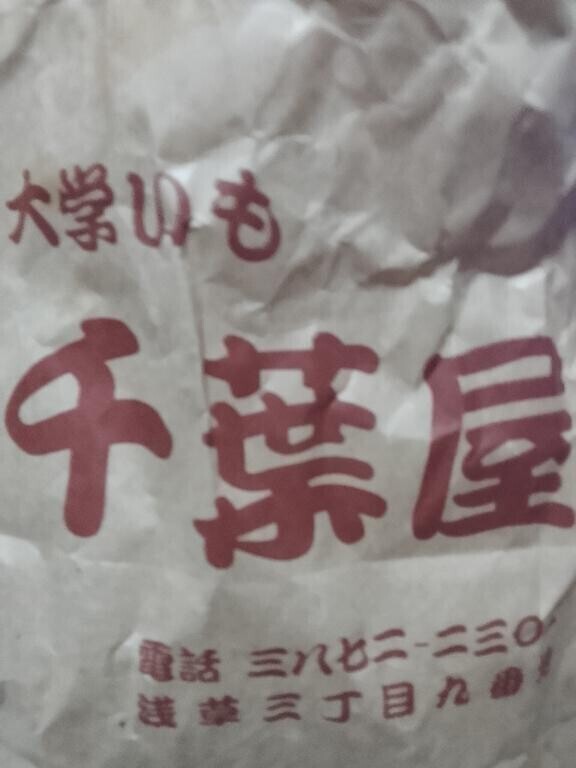 大学いも
千葉屋
電話 三八七二-二三〇
浅草三丁目九番